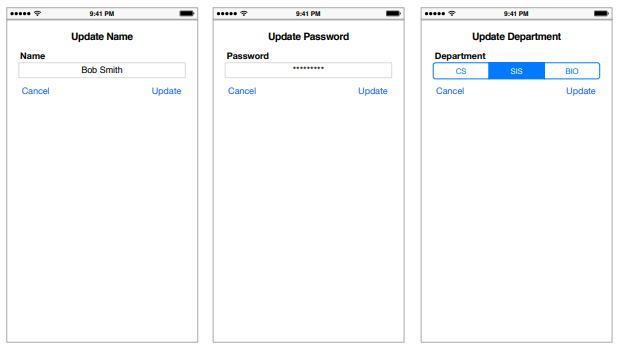 9:41 PM
Update Name
Name
Bob Smith
Cancel Update
9:41 PM
Update Password
Password
*********
Cancel Update
9:41 PM
Update Department
Department
CS SIS BIO
Cancel Update